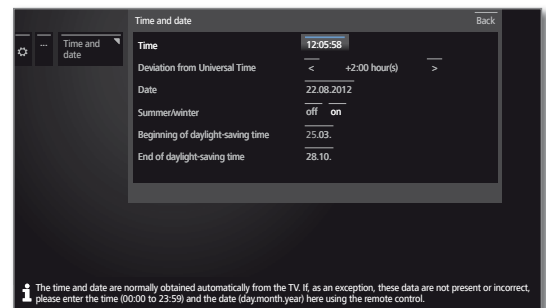 Time and date
Back
...
Time and
date
Time
12:05:58
Deviation from Universal Time
< +2:00 hour(s) >
Date
22.08.2012
Summer/winter
off on
Beginning of daylight-saving time
25.03.
End of daylight-saving time
28.10.
The time and date are normally obtained automatically from the TV. If, as an exception, these data are not present or incorrect,
please enter the time (00:00 to 23:59) and the date (day.month.year) here using the remote control.